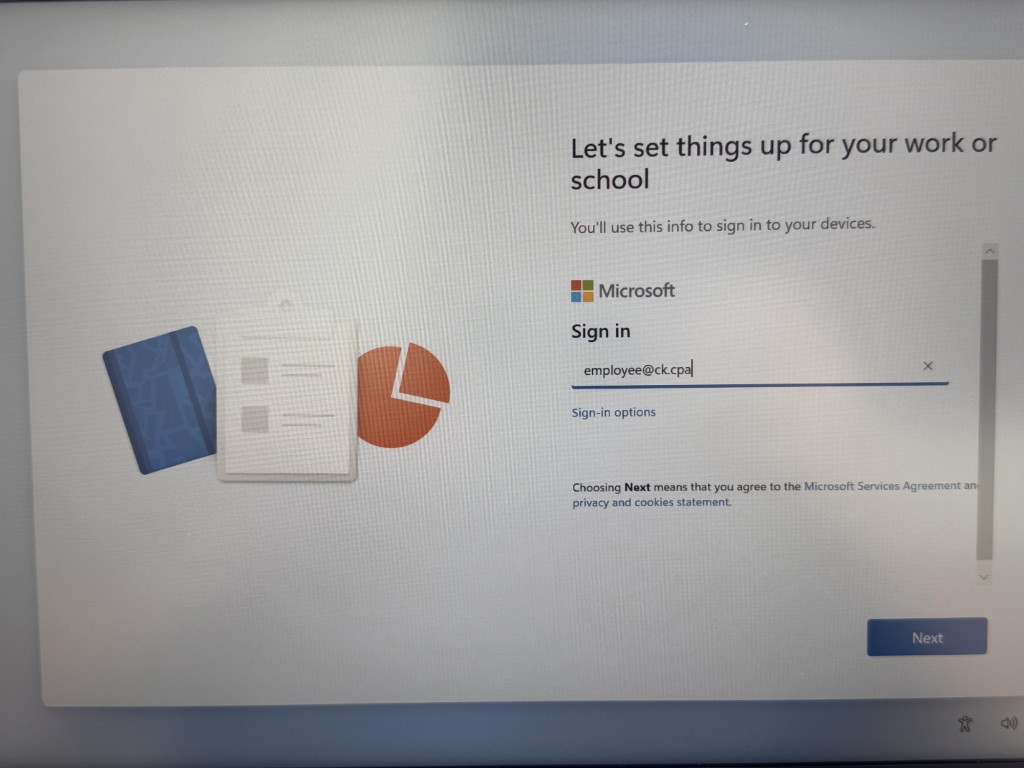 Let's set things up for your work or
school
You'll use this info to sign in to your devices.
Microsoft
Sign in
employee@ck.cpa
Sign-in options
Choosing Next means that you agree to the Microsoft Services Agreement an
privacy and cookies statement.
Next